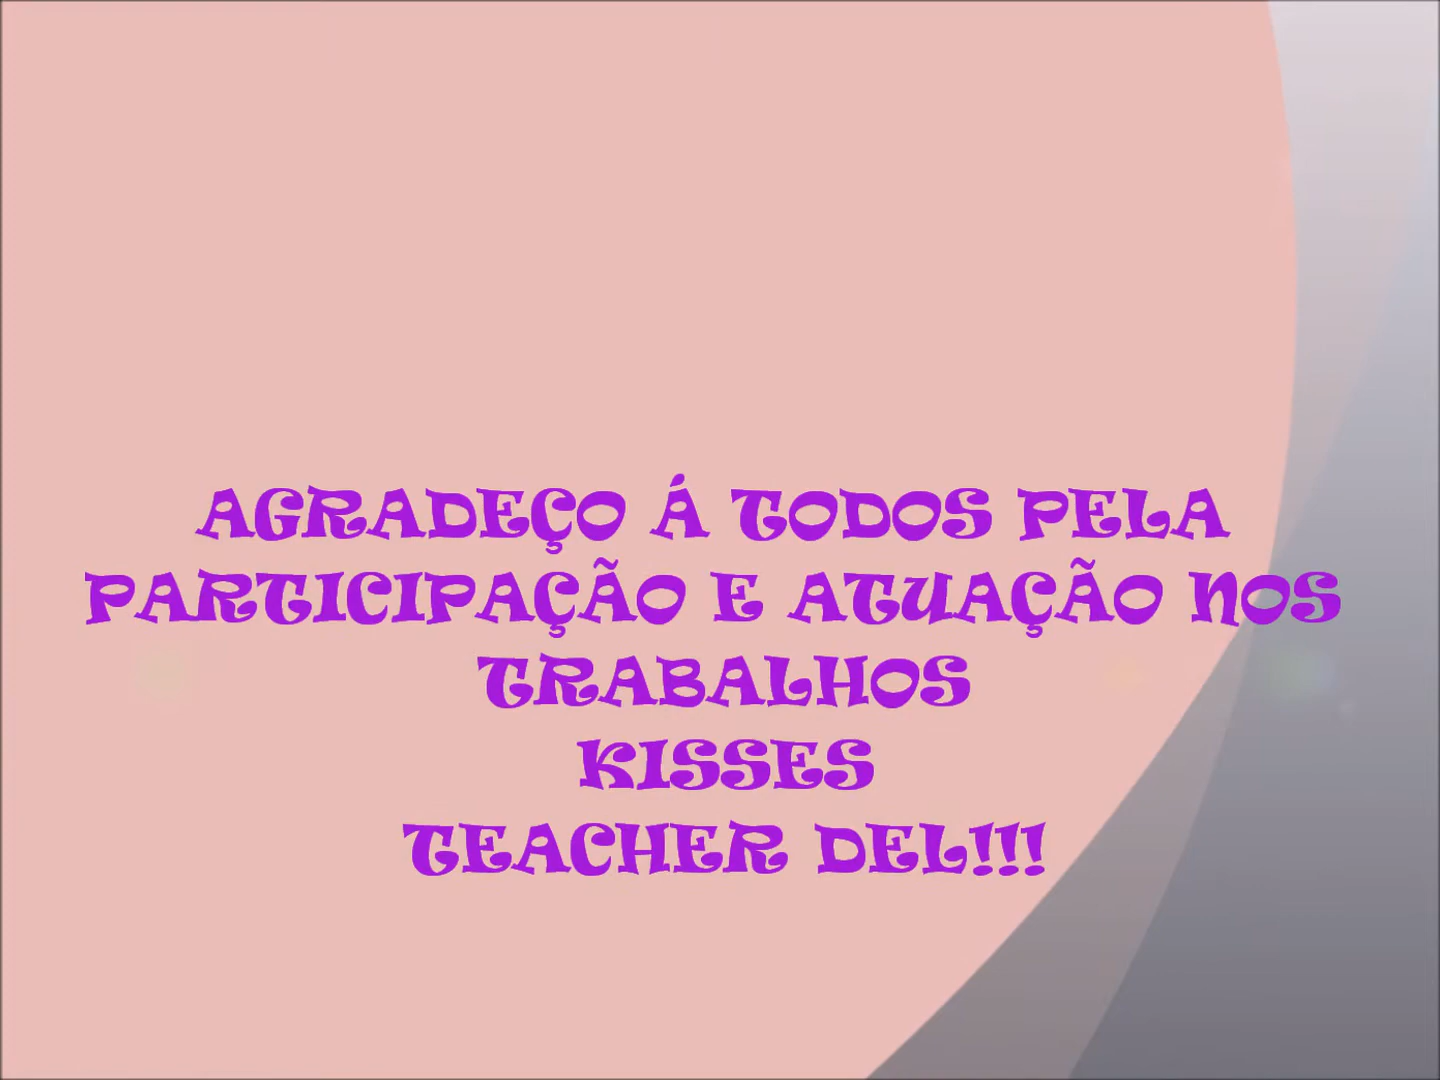 AGRADEÇO Á TODOS PELA
PARTICIPAÇÃO E ATUAÇÃO NOS
TRABALHOS
KISSES
TEACHER DEL!!!